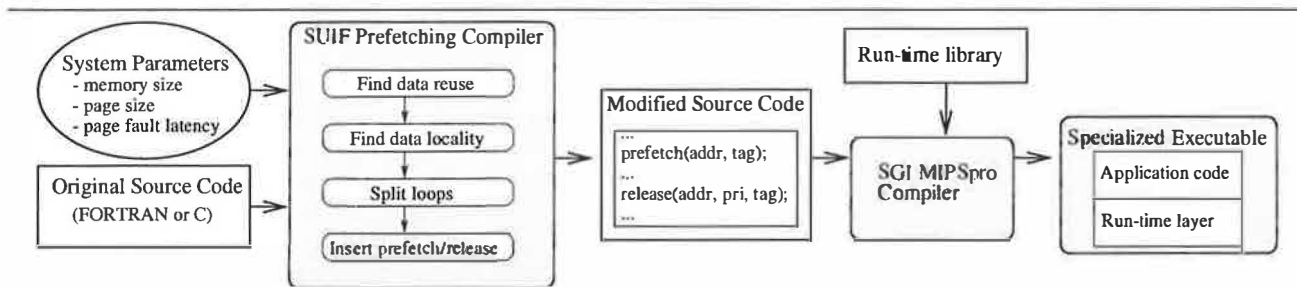 System Parameters
- memory size
- page size
- page fault latency
Original Source Code
(FORTRAN or C)
SUIF Prefetching Compiler
Find data reuse
Find data locality
Split loops
Insert prefetch/release
Modified Source Code
...
prefetch(addr, tag);
...
release(addr, pri, tag);
...
Run-time library
SGI MIPSpro
Compiler
Specialized Executable
Application code
Run-time layer